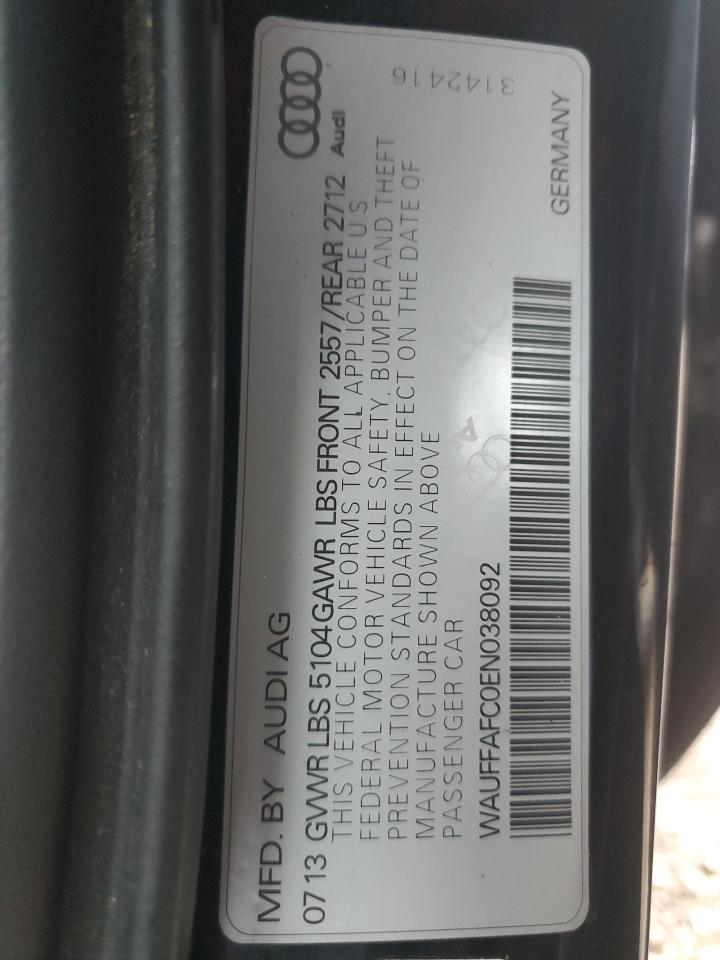 MFD. BY AUDI AG
Audi
0713 GVWR LBS 5104 GAWR LBS FRONT 2557/REAR 2712
THIS VEHICLE CONFORMS TO ALL APPLICABLE U.S
FEDERAL MOTOR VEHICLE SAFETY, BUMPER AND THEFT
PREVENTION STANDARDS IN EFFECT ON THE DATE OF
MANUFACTURE SHOWN ABOVE
PASSENGER CAR
WAUFFAFC0EN038092
GERMANY
3142416